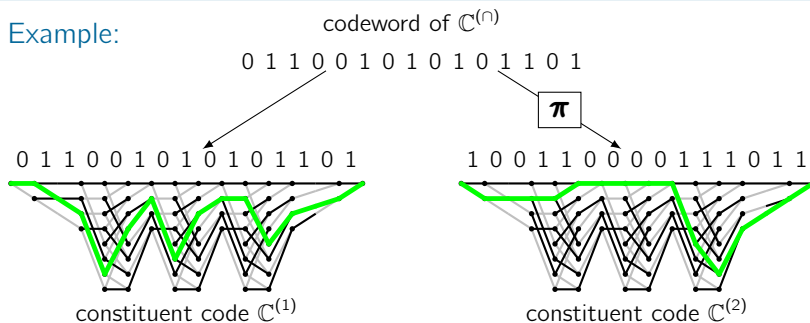 Example:
codeword of ℂ⁽∩⁾
0 1 1 0 0 1 0 1 0 1 0 1 1 0 1
π
0 1 1 0 0 1 0 1 0 1 0 1 1 0 1
1 0 0 1 1 0 0 0 0 1 1 1 0 1 0
constituent code ℂ⁽¹⁾
constituent code ℂ⁽²⁾